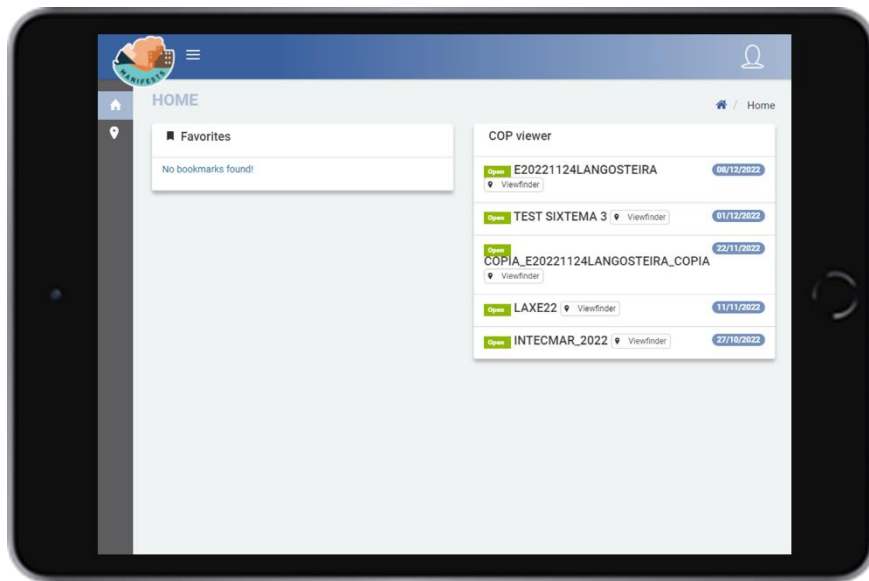 MANIFESTS
HOME
Home
Favorites
No bookmarks found!
COP viewer
Open E20221124LANGOSTEIRA 08/12/2022
Viewfinder
Open TEST SIXTEMA 3 Viewfinder 01/12/2022
Open 22/11/2022
COPIA_E20221124LANGOSTEIRA_COPIA
Viewfinder
Open LAXE22 Viewfinder 11/11/2022
Open INTECMAR_2022 Viewfinder 27/10/2022